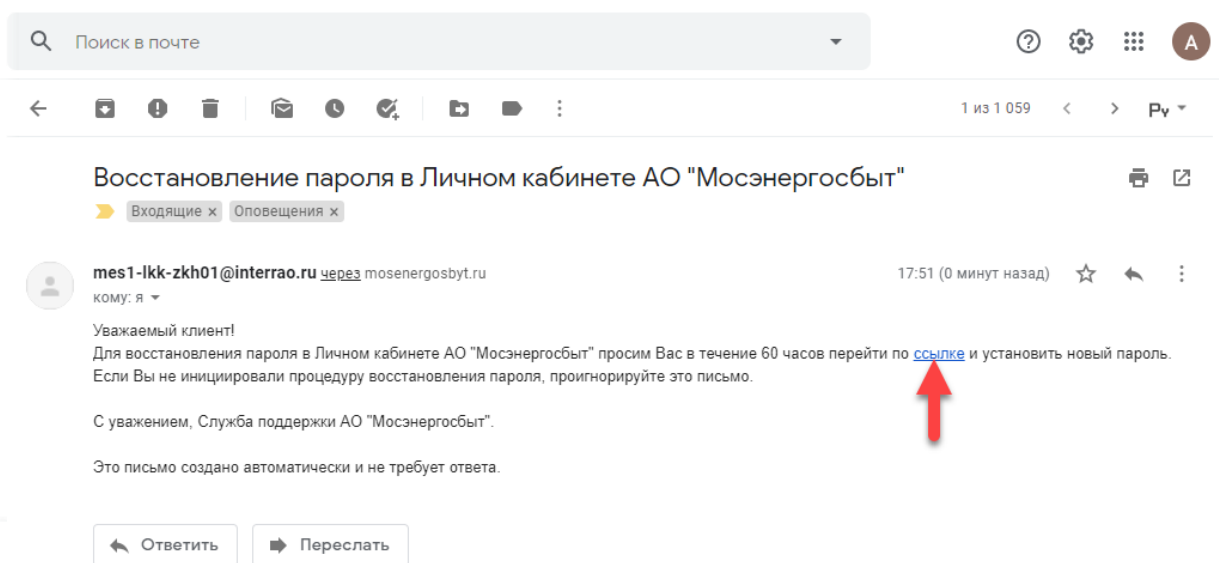 Поиск в почте
A
1 из 1 059
Ру
Восстановление пароля в Личном кабинете АО "Мосэнергосбыт"
Входящие x Оповещения x
mes1-lkk-zkh01@interrao.ru через mosenergosbyt.ru
17:51 (0 минут назад)
кому: я
Уважаемый клиент!
Для восстановления пароля в Личном кабинете АО "Мосэнергосбыт" просим Вас в течение 60 часов перейти по ссылке и установить новый пароль.
Если Вы не инициировали процедуру восстановления пароля, проигнорируйте это письмо.
С уважением, Служба поддержки АО "Мосэнергосбыт".
Это письмо создано автоматически и не требует ответа.
Ответить
Переслать